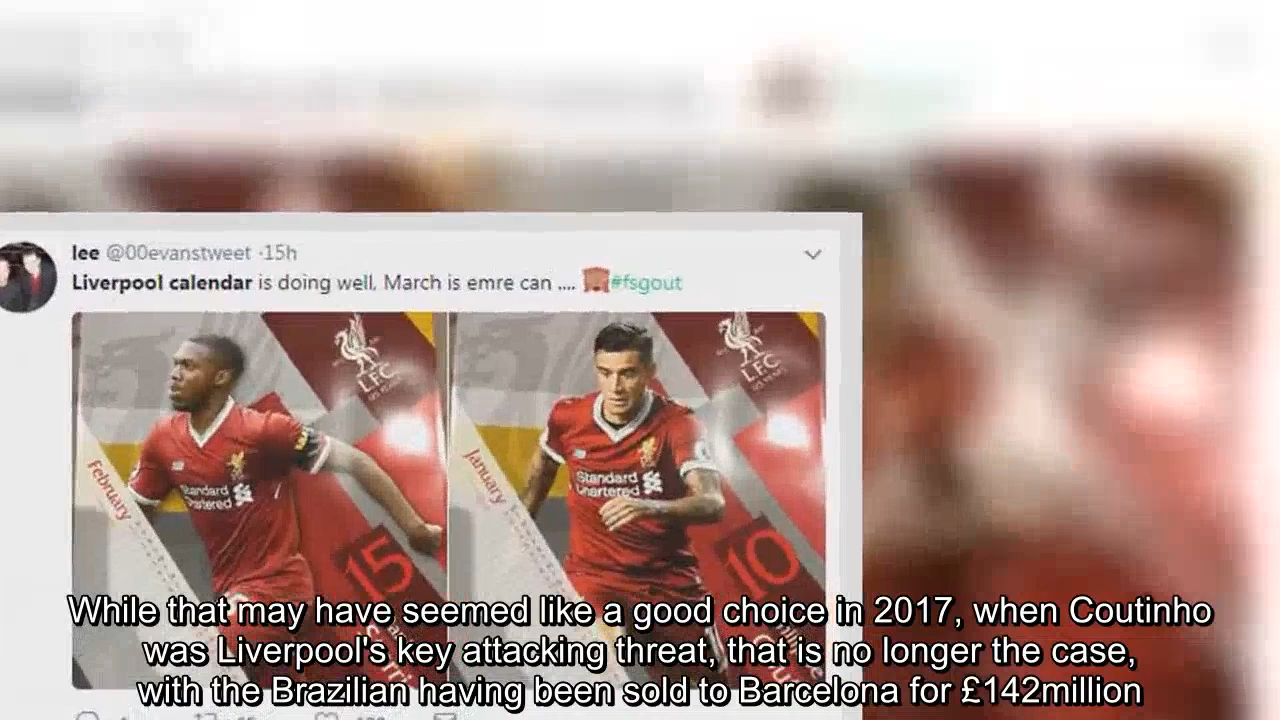 lee @00evanstweet ·15h
Liverpool calendar is doing well. March is emre can .... #fsgout
L.F.C
L.F.C
February
January
Standard
Chartered
Standard
Chartered
15
10
While that may have seemed like a good choice in 2017, when Coutinho
was Liverpool's key attacking threat, that is no longer the case,
with the Brazilian having been sold to Barcelona for £142million